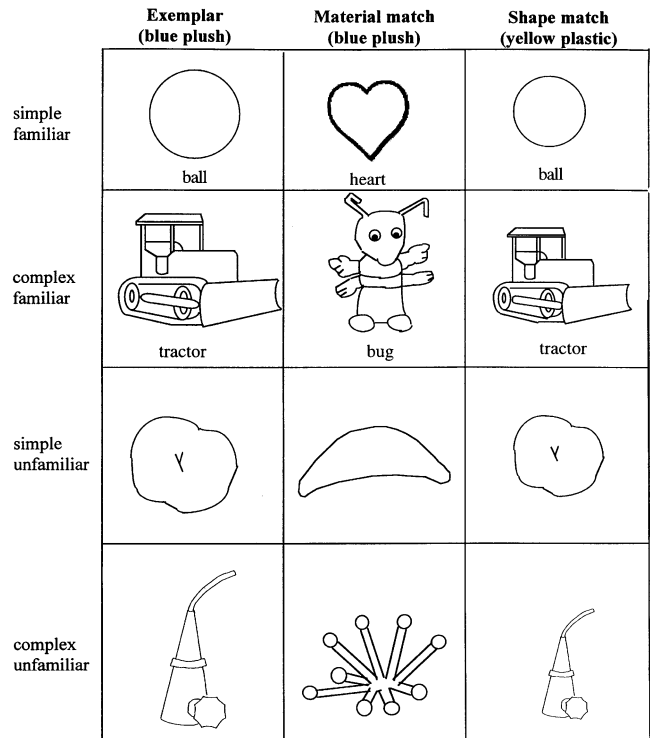 Exemplar
(blue plush)
Material match
(blue plush)
Shape match
(yellow plastic)
simple
familiar
ball
heart
ball
complex
familiar
tractor
bug
tractor
simple
unfamiliar
complex
unfamiliar